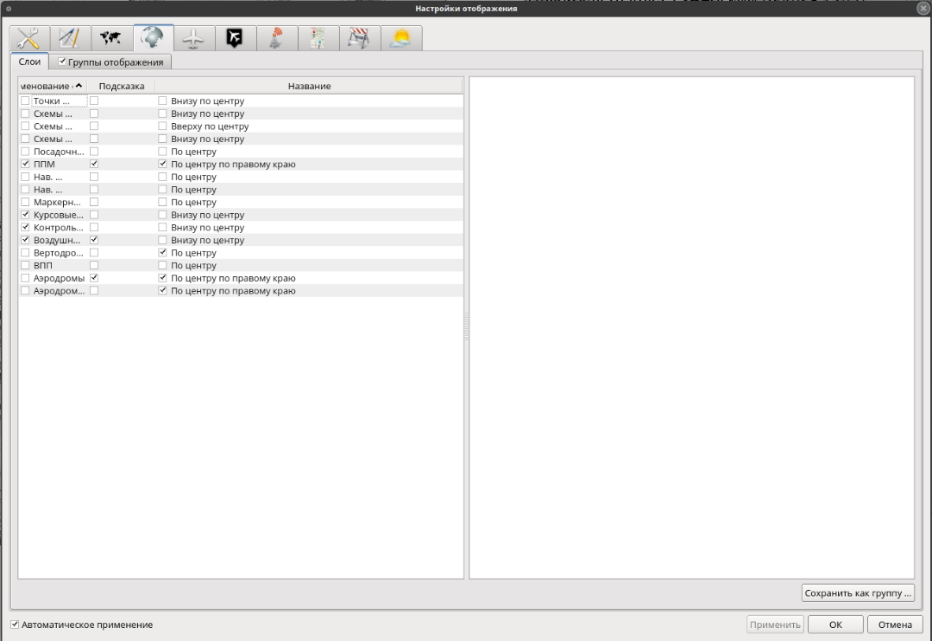 Настройки отображения
Слои Группы отображения
именование Подсказка Название
Точки ... Внизу по центру
Схемы ... Внизу по центру
Схемы ... Вверху по центру
Схемы ... Внизу по центру
Посадочн... По центру
ППМ По центру по правому краю
Нав. ... По центру
Нав. ... По центру
Маркерн... По центру
Курсовые... Внизу по центру
Контроль... Внизу по центру
Воздушн... Внизу по центру
Вертодро... По центру
ВПП По центру
Аэродромы По центру по правому краю
Аэродром... По центру по правому краю
Сохранить как группу ...
Автоматическое применение Применить ОК Отмена